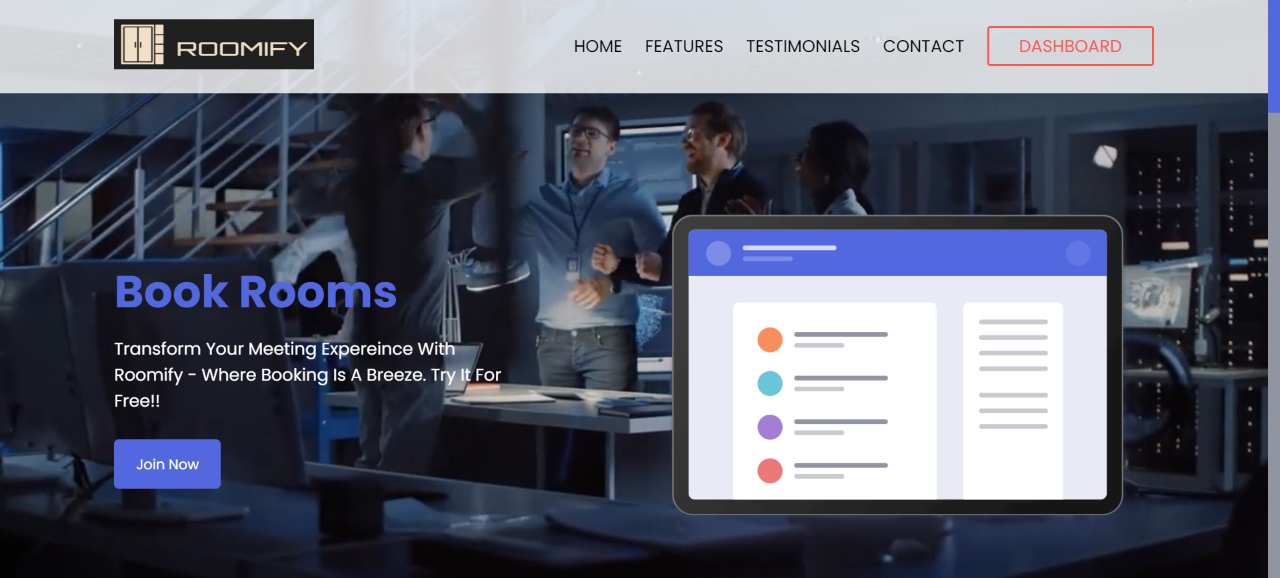 ROOMIFY
HOME FEATURES TESTIMONIALS CONTACT DASHBOARD
Book Rooms
Transform Your Meeting Expereince With
Roomify - Where Booking Is A Breeze. Try It For
Free!!
Join Now